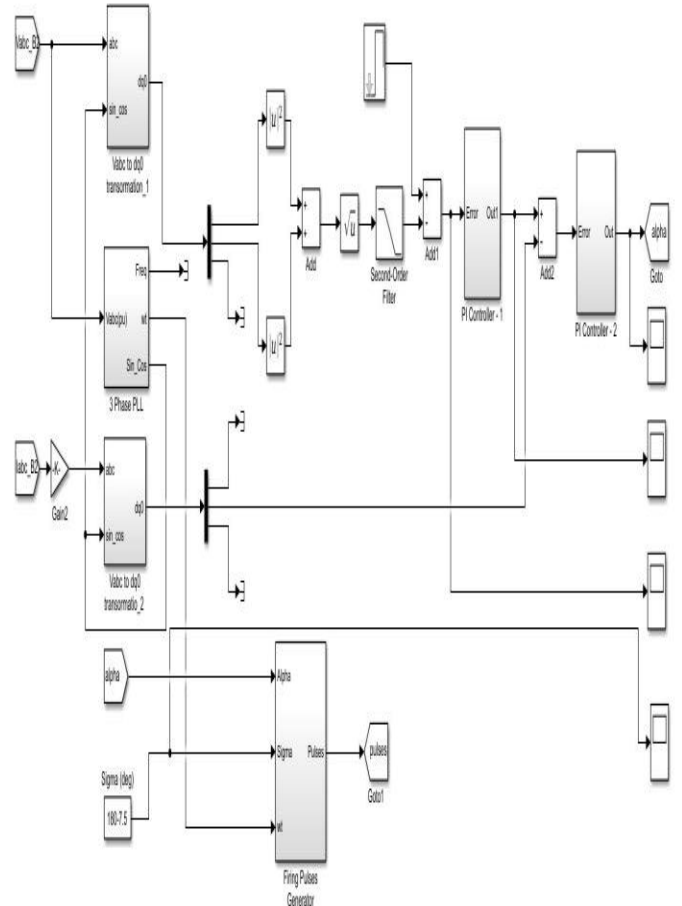 Vabc_B2
abc
dq0
sin_cos
Vabc to dq0
transormation_1
|u|²
+
+
Add
√u
Second-Order
Filter
+
-
Add1
Error
Out1
PI Controller - 1
+
-
Add2
Error
Out
PI Controller - 2
alpha
Goto
Freq
Vabc(pu)
wt
Sin_Cos
3 Phase PLL
|u|²
Iabc_B2
-K-
Gain2
abc
dq0
sin_cos
Vabc to dq0
transormatio_2
alpha
Alpha
Sigma
Pulses
wt
Firing Pulses
Generator
pulses
Goto1
Sigma (deg)
180-7.5